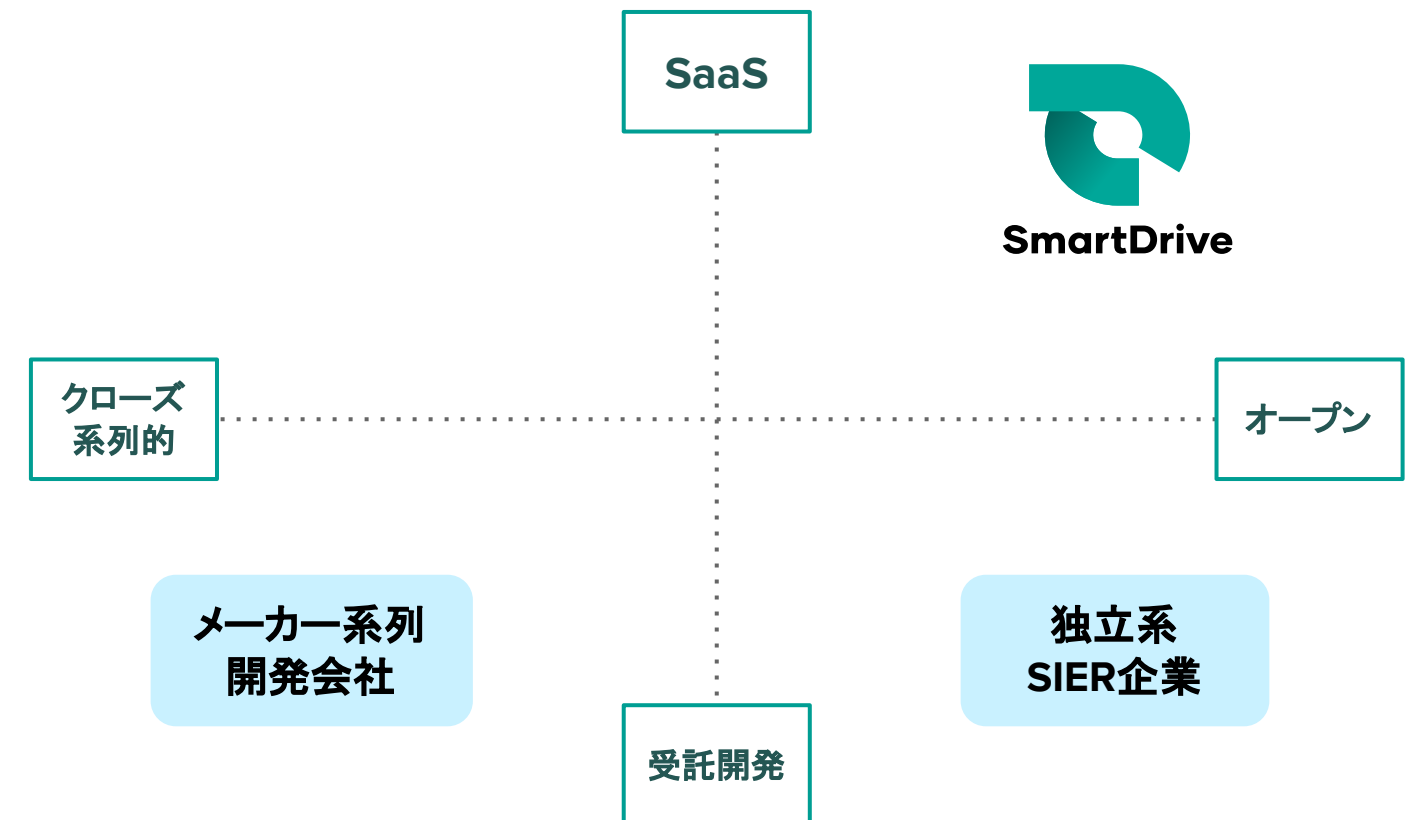 SaaS
SmartDrive
クローズ
系列的
オープン
メーカー系列
開発会社
独立系
SIER企業
受託開発